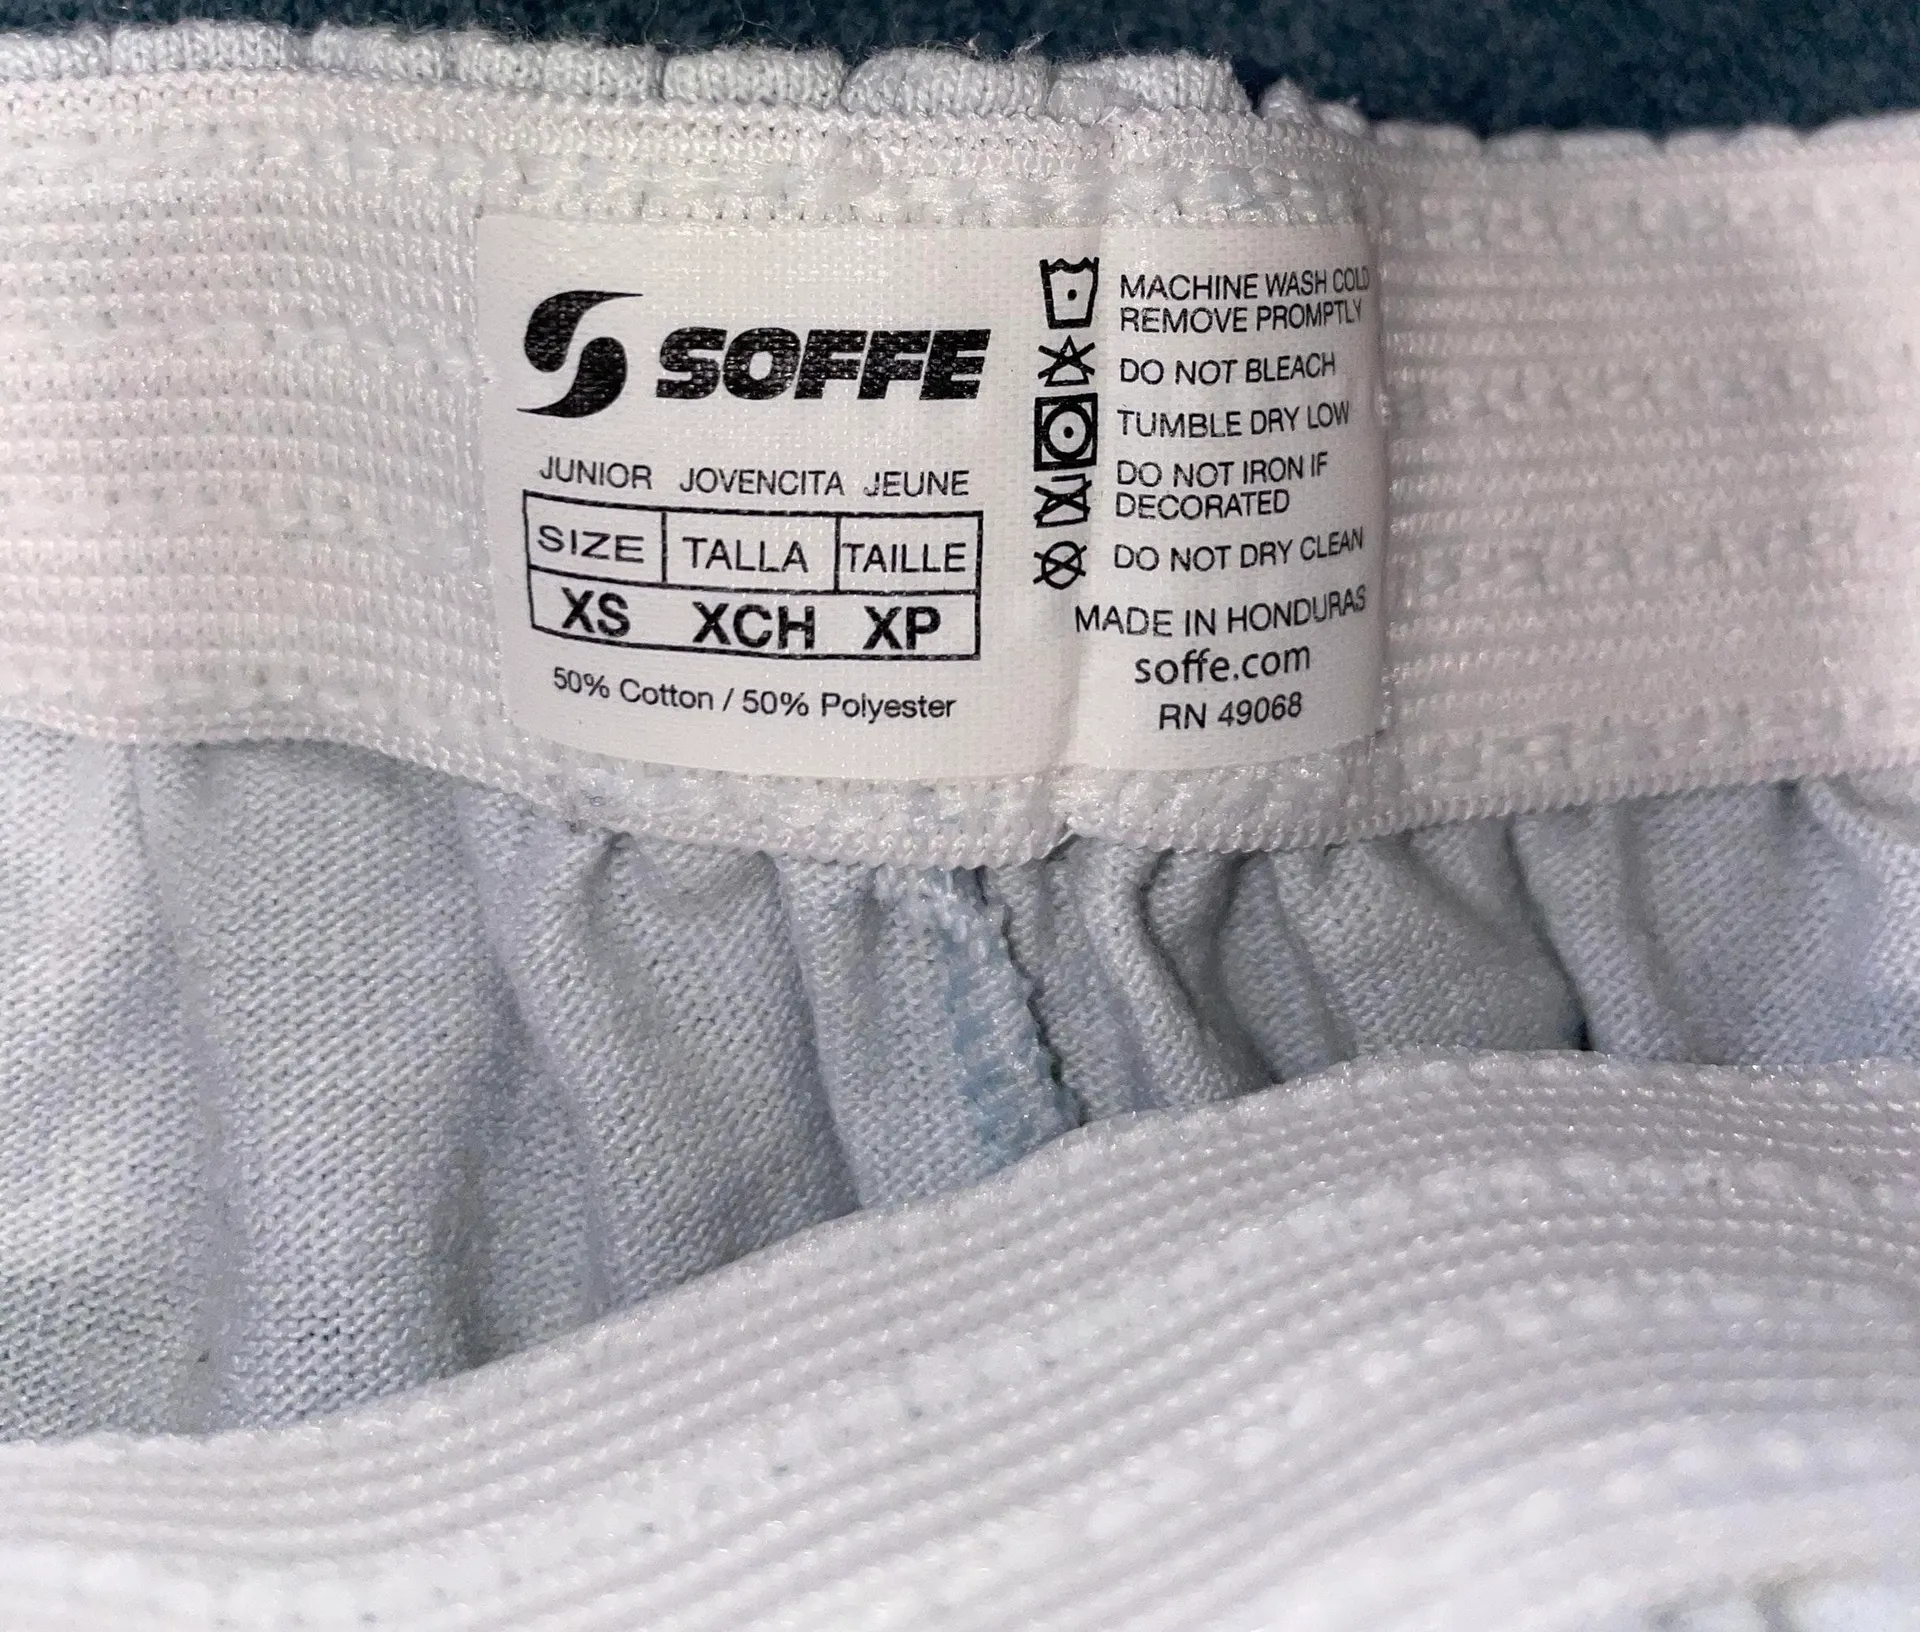 SOFFE
JUNIOR JOVENCITA JEUNE
SIZE TALLA TAILLE
XS XCH XP
50% Cotton / 50% Polyester
MACHINE WASH COLD
REMOVE PROMPTLY
DO NOT BLEACH
TUMBLE DRY LOW
DO NOT IRON IF
DECORATED
DO NOT DRY CLEAN
MADE IN HONDURAS
soffe.com
RN 49068